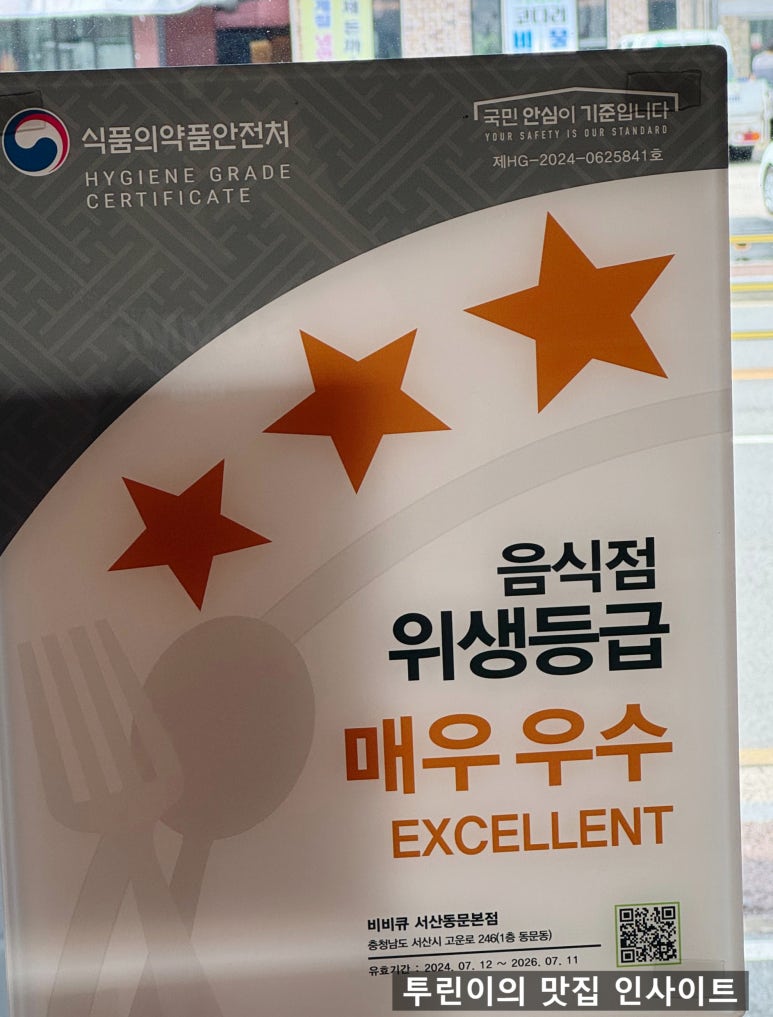 식품의약품안전처
HYGIENE GRADE
CERTIFICATE
국민 안심이 기준입니다
YOUR SAFETY IS OUR STANDARD
제HG-2024-0625841호
음식점
위생등급
매우 우수
EXCELLENT
비비큐 서산동문본점
충청남도 서산시 고운로 246(1층 동문동)
유효기간 : 2024. 07. 12 ~ 2026. 07. 11
투린이의 맛집 인사이트